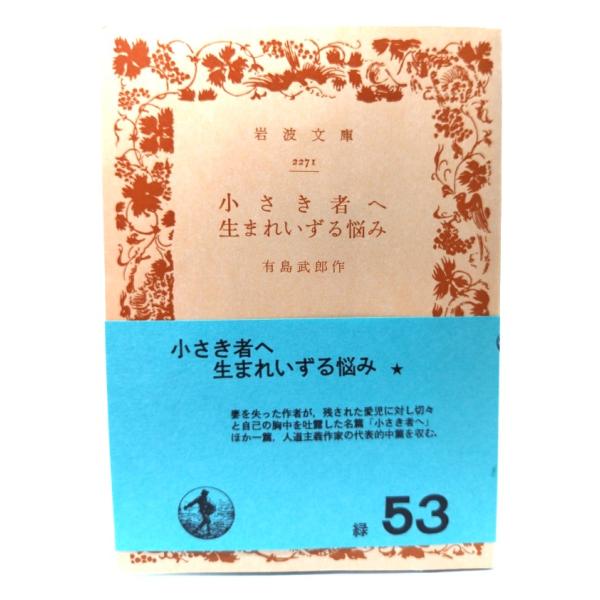 岩波文庫
2271
小さき者へ
生まれいずる悩み
有島武郎作
小さき者へ
生まれいずる悩み ★
妻を失った作者が，残された愛児に対し切々
と自己の胸中を吐露した名篇「小さき者へ」
ほか一篇，人道主義作家の代表的中篇を収む．
緑 53